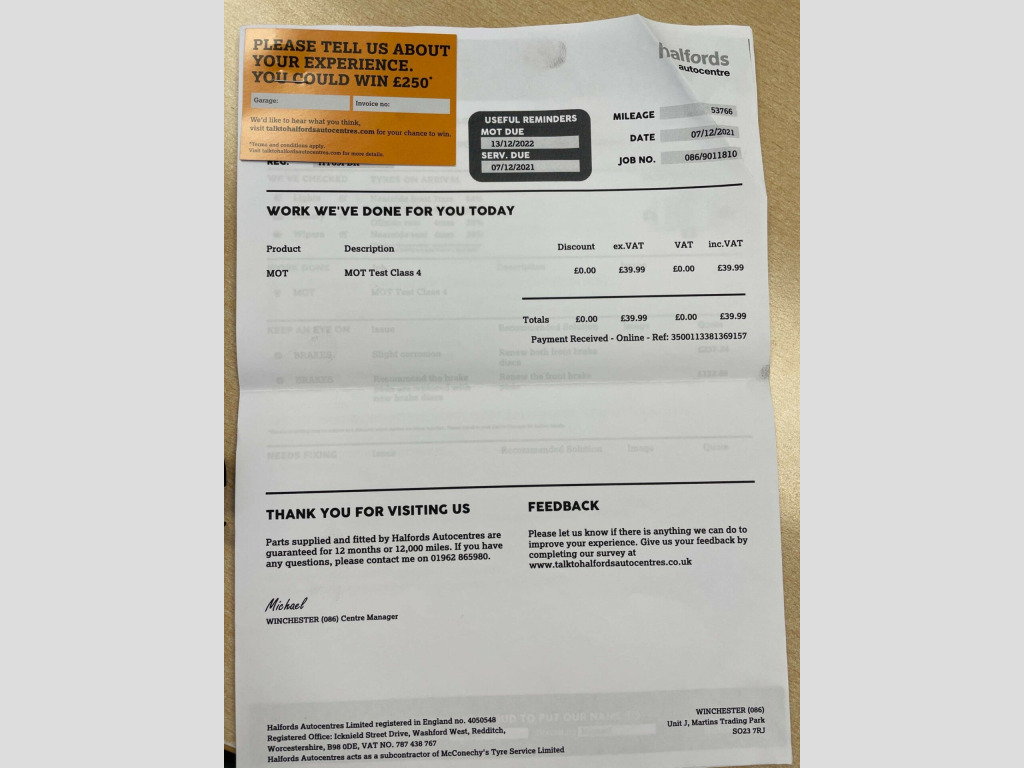 PLEASE TELL US ABOUT
YOUR EXPERIENCE.
YOU COULD WIN £250*
Garage:
Invoice no:
We'd like to hear what you think,
visit talktohalfordsautocentres.com for your chance to win.
*Terms and conditions apply.
Visit talktohalfordsautocentres.com for more details.
halfords
autocentre
USEFUL REMINDERS
MOT DUE
13/12/2022
SERV. DUE
07/12/2021
MILEAGE 53766
DATE 07/12/2021
JOB NO. 086/9011810
REG.
WORK WE'VE DONE FOR YOU TODAY
Product Description Discount ex.VAT VAT inc.VAT
MOT MOT Test Class 4 £0.00 £39.99 £0.00 £39.99
Totals £0.00 £39.99 £0.00 £39.99
Payment Received - Online - Ref: 3500113381369157
THANK YOU FOR VISITING US
Parts supplied and fitted by Halfords Autocentres are
guaranteed for 12 months or 12,000 miles. If you have
any questions, please contact me on 01962 865980.
Michael
WINCHESTER (086) Centre Manager
FEEDBACK
Please let us know if there is anything we can do to
improve your experience. Give us your feedback by
completing our survey at
www.talktohalfordsautocentres.co.uk
Halfords Autocentres Limited registered in England no. 4050548
Registered Office: Icknield Street Drive, Washford West, Redditch,
Worcestershire, B98 0DE, VAT NO. 787 438 767
Halfords Autocentres acts as a subcontractor of McConechy's Tyre Service Limited
WINCHESTER (086)
Unit J, Martins Trading Park
SO23 7RJ